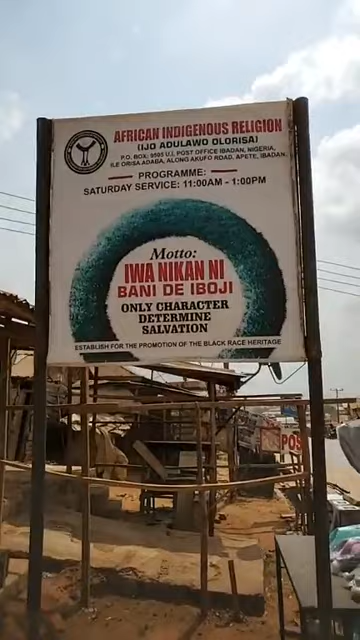 AFRICAN INDIGENOUS RELIGION
(IJO ADULAWO OLORISA)
P.O. BOX, 9595 U.I, POST OFFICE IBADAN, NIGERIA,
ILE ORISA ADABA, ALONG AKUFO ROAD, APETE, IBADAN.
PROGRAMME:
SATURDAY SERVICE: 11:00AM - 1:00PM
Motto:
IWA NIKAN NI
BANI DE IBOJI
ONLY CHARACTER
DETERMINE
SALVATION
ESTABLISHED FOR THE PROMOTION OF THE BLACK RACE HERITAGE
POS